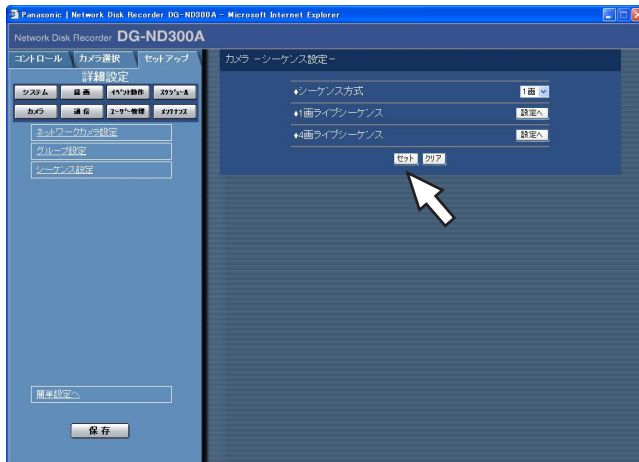 Panasonic | Network Disk Recorder DG-ND300A - Microsoft Internet Explorer
Network Disk Recorder DG-ND300A
コントロール カメラ選択 セットアップ
詳細設定
システム 録画 イベント動作 スケジュール
カメラ 通信 ユーザー管理 メンテナンス
ネットワークカメラ設定
グループ設定
シーケンス設定
簡単設定へ
保存
カメラ －シーケンス設定－
♦シーケンス方式 1画
♦1画ライブシーケンス 設定へ
♦4画ライブシーケンス 設定へ
セット クリア